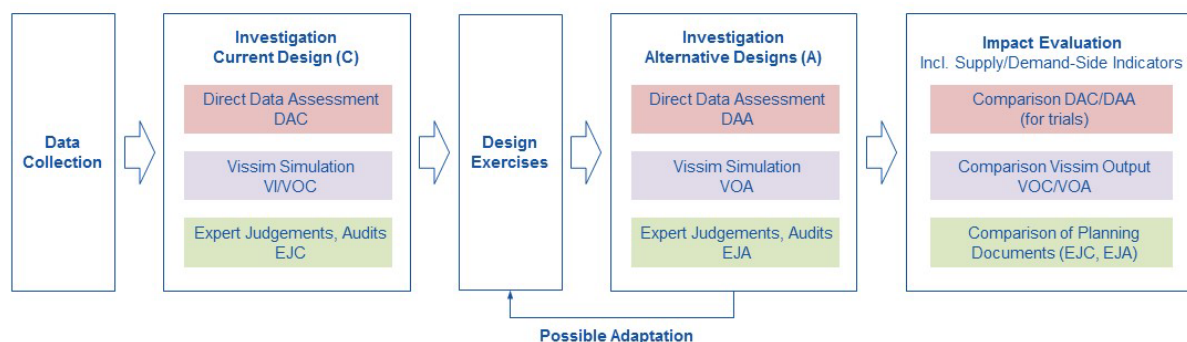 Data
Collection
Investigation
Current Design (C)
Direct Data Assessment
DAC
Vissim Simulation
VI/VOC
Expert Judgements, Audits
EJC
Design
Exercises
Investigation
Alternative Designs (A)
Direct Data Assessment
DAA
Vissim Simulation
VOA
Expert Judgements, Audits
EJA
Impact Evaluation
Incl. Supply/Demand-Side Indicators
Comparison DAC/DAA
(for trials)
Comparison Vissim Output
VOC/VOA
Comparison of Planning
Documents (EJC, EJA)
Possible Adaptation